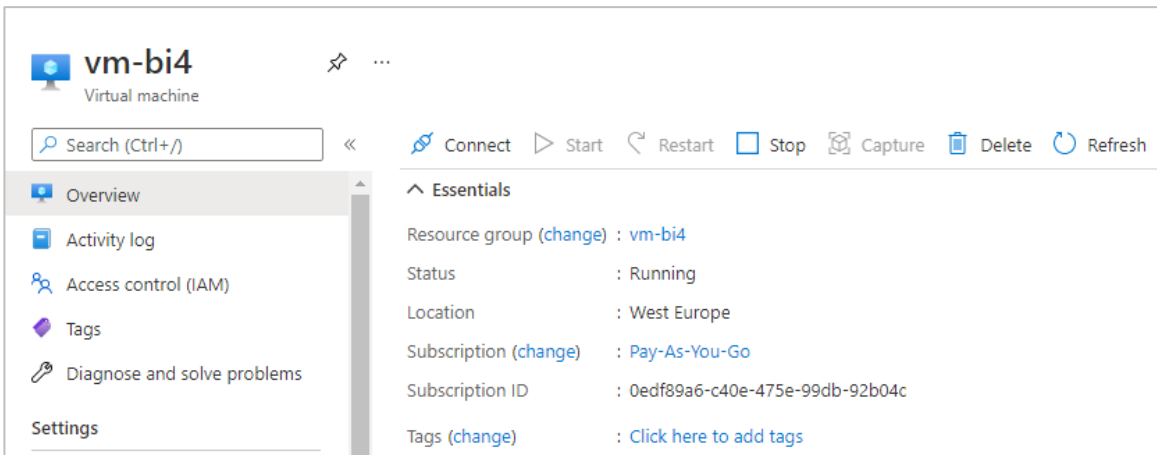 vm-bi4
...
Virtual machine
Search (Ctrl+/)
«
Connect Start Restart Stop Capture Delete Refresh
Overview
Activity log
Access control (IAM)
Tags
Diagnose and solve problems
Settings
Essentials
Resource group (change) : vm-bi4
Status : Running
Location : West Europe
Subscription (change) : Pay-As-You-Go
Subscription ID : 0edf89a6-c40e-475e-99db-92b04c
Tags (change) : Click here to add tags